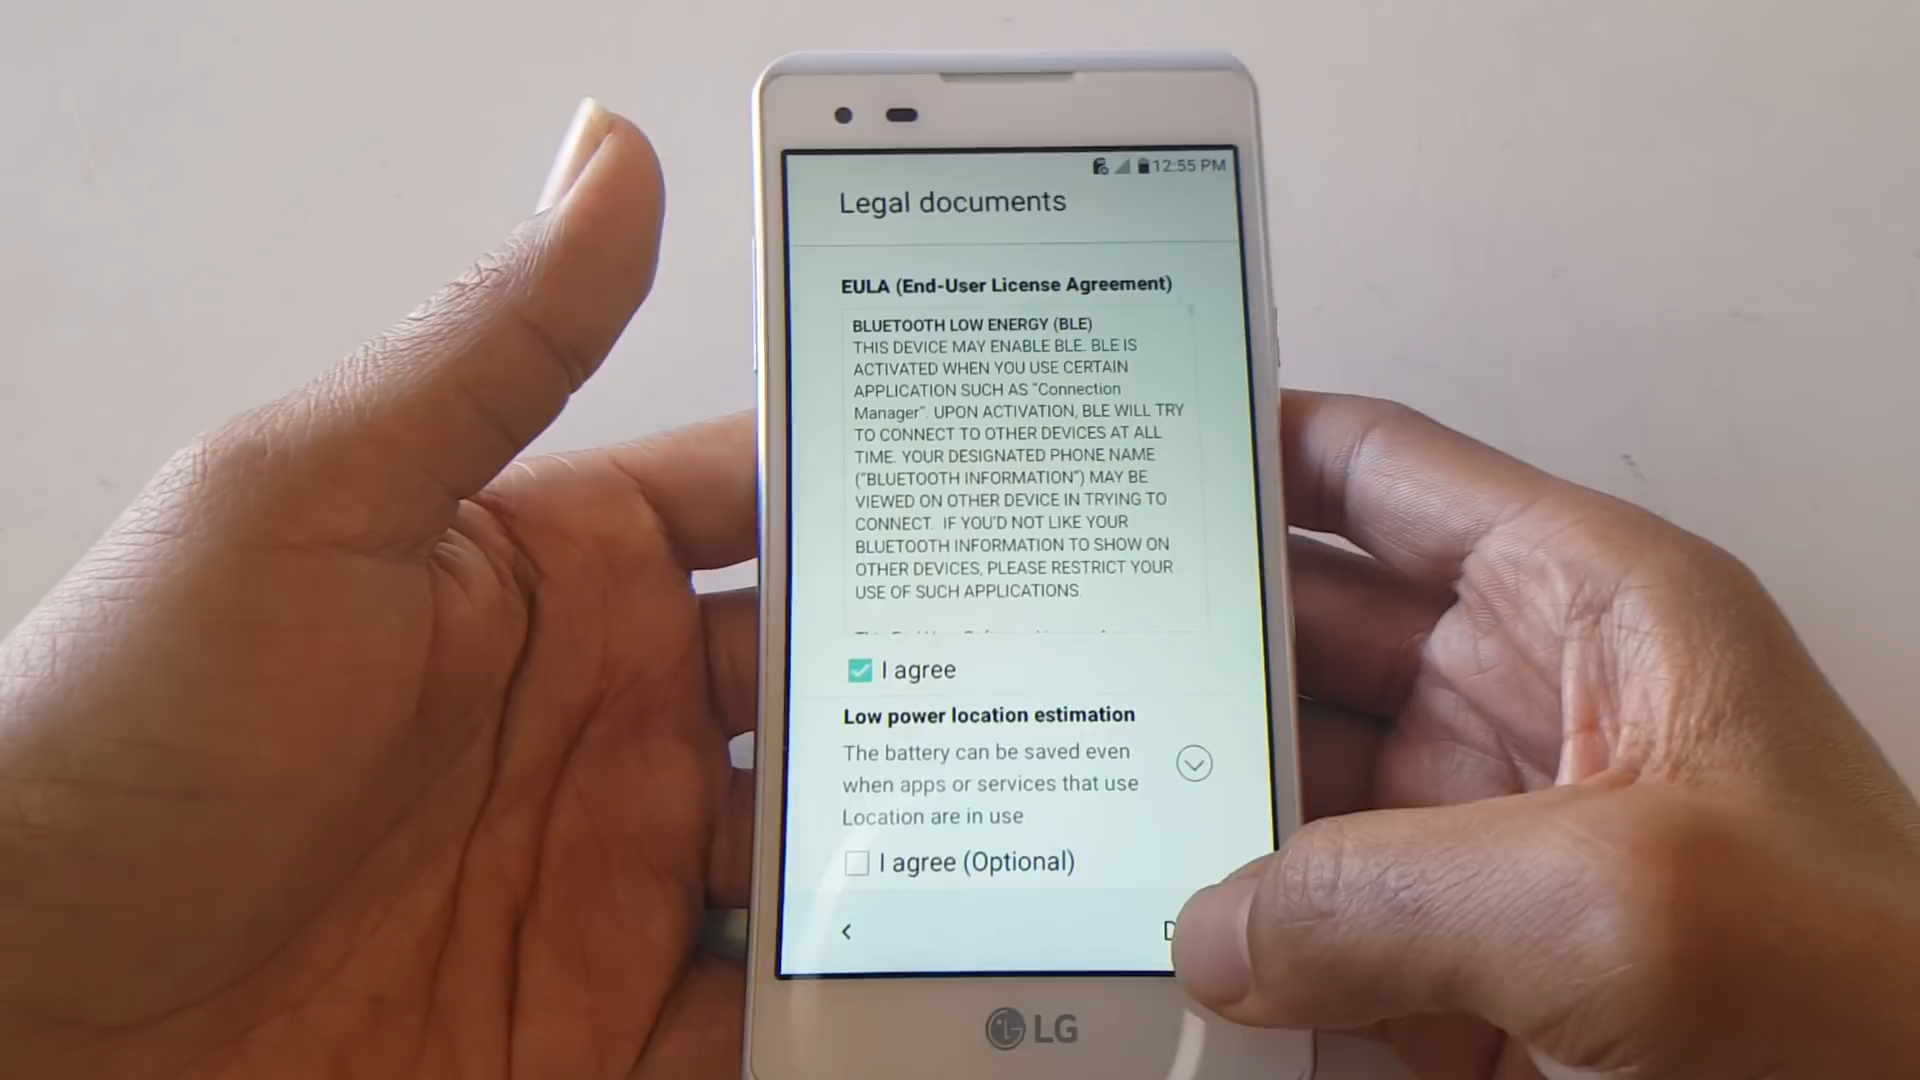 12:55 PM
Legal documents
EULA (End-User License Agreement)
BLUETOOTH LOW ENERGY (BLE)
THIS DEVICE MAY ENABLE BLE. BLE IS
ACTIVATED WHEN YOU USE CERTAIN
APPLICATION SUCH AS "Connection
Manager". UPON ACTIVATION, BLE WILL TRY
TO CONNECT TO OTHER DEVICES AT ALL
TIME. YOUR DESIGNATED PHONE NAME
("BLUETOOTH INFORMATION") MAY BE
VIEWED ON OTHER DEVICE IN TRYING TO
CONNECT. IF YOU'D NOT LIKE YOUR
BLUETOOTH INFORMATION TO SHOW ON
OTHER DEVICES, PLEASE RESTRICT YOUR
USE OF SUCH APPLICATIONS.
I agree
Low power location estimation
The battery can be saved even
when apps or services that use
Location are in use
I agree (Optional)
LG